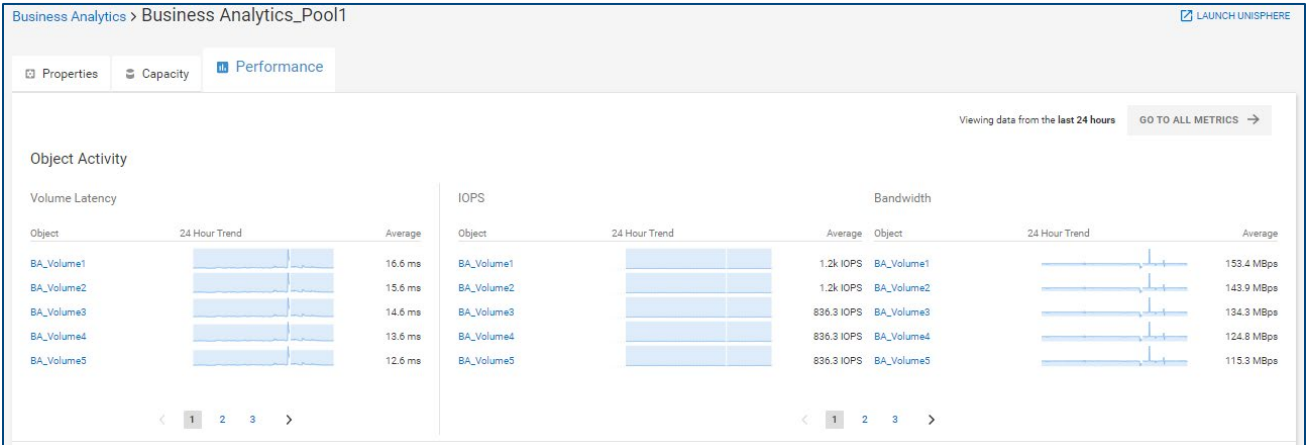 Business Analytics > Business Analytics_Pool1
LAUNCH UNISPHERE
Properties
Capacity
Performance
Viewing data from the last 24 hours
GO TO ALL METRICS →
Object Activity
Volume Latency
IOPS
Bandwidth
Object 24 Hour Trend Average Object 24 Hour Trend Average Object 24 Hour Trend Average
BA_Volume1 16.6 ms BA_Volume1 1.2k IOPS BA_Volume1 153.4 MBps
BA_Volume2 15.6 ms BA_Volume2 1.2k IOPS BA_Volume2 143.9 MBps
BA_Volume3 14.6 ms BA_Volume3 836.3 IOPS BA_Volume3 134.3 MBps
BA_Volume4 13.6 ms BA_Volume4 836.3 IOPS BA_Volume4 124.8 MBps
BA_Volume5 12.6 ms BA_Volume5 836.3 IOPS BA_Volume5 115.3 MBps
< 1 2 3 > < 1 2 3 >